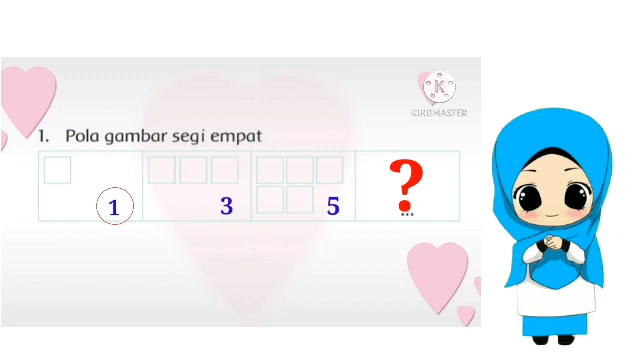 K
KINEMASTER
1. Pola gambar segi empat
1 3 5 ?
...